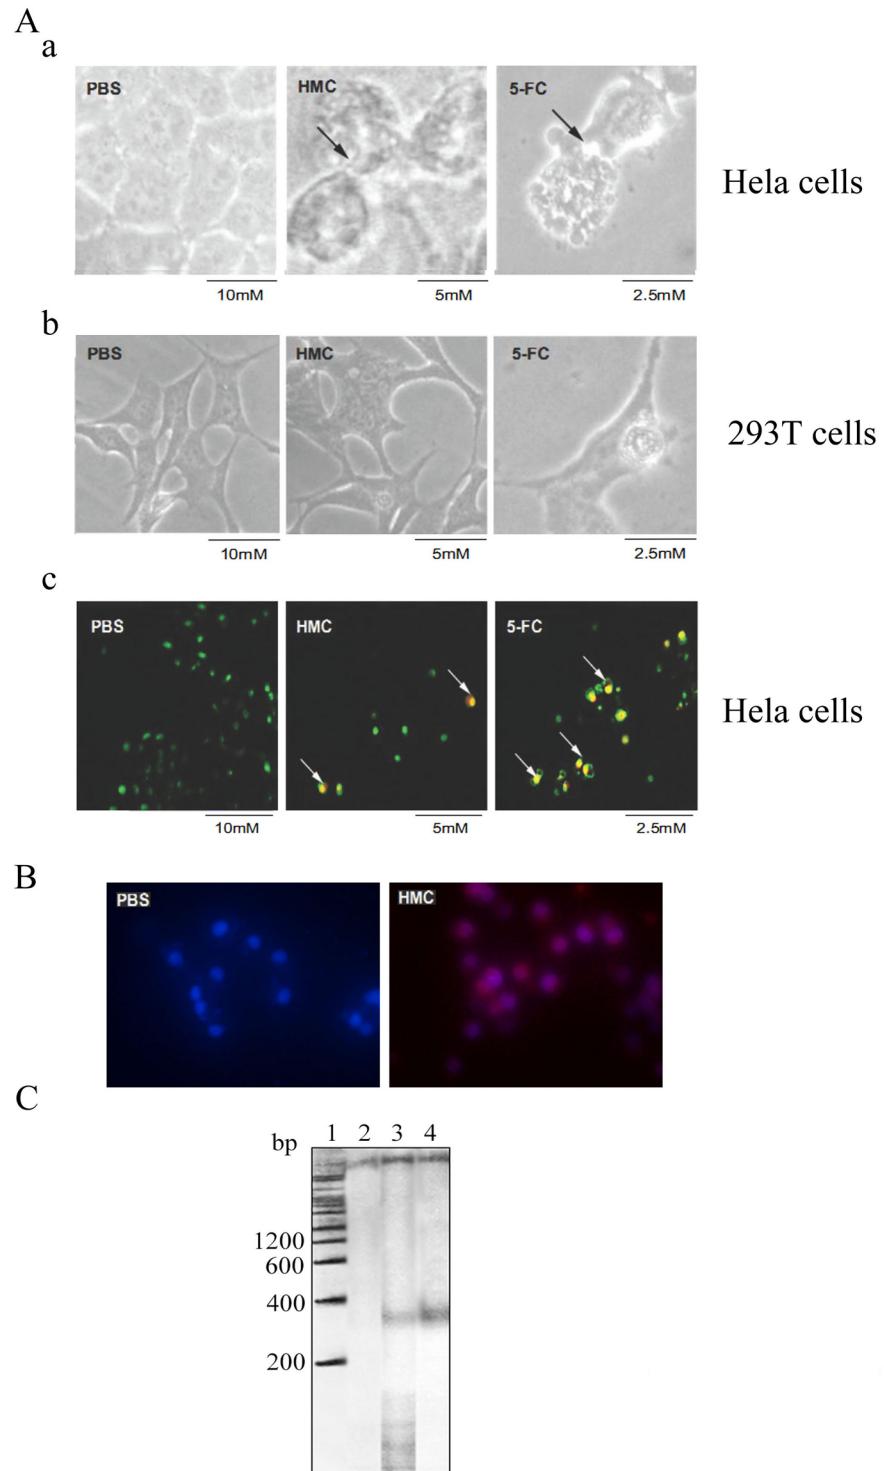 A
a
PBS
HMC
5-FC
Hela cells
10mM
5mM
2.5mM
b
PBS
HMC
5-FC
293T cells
10mM
5mM
2.5mM
c
PBS
HMC
5-FC
Hela cells
10mM
5mM
2.5mM
B
PBS
HMC
C
bp 1 2 3 4
1200
600
400
200